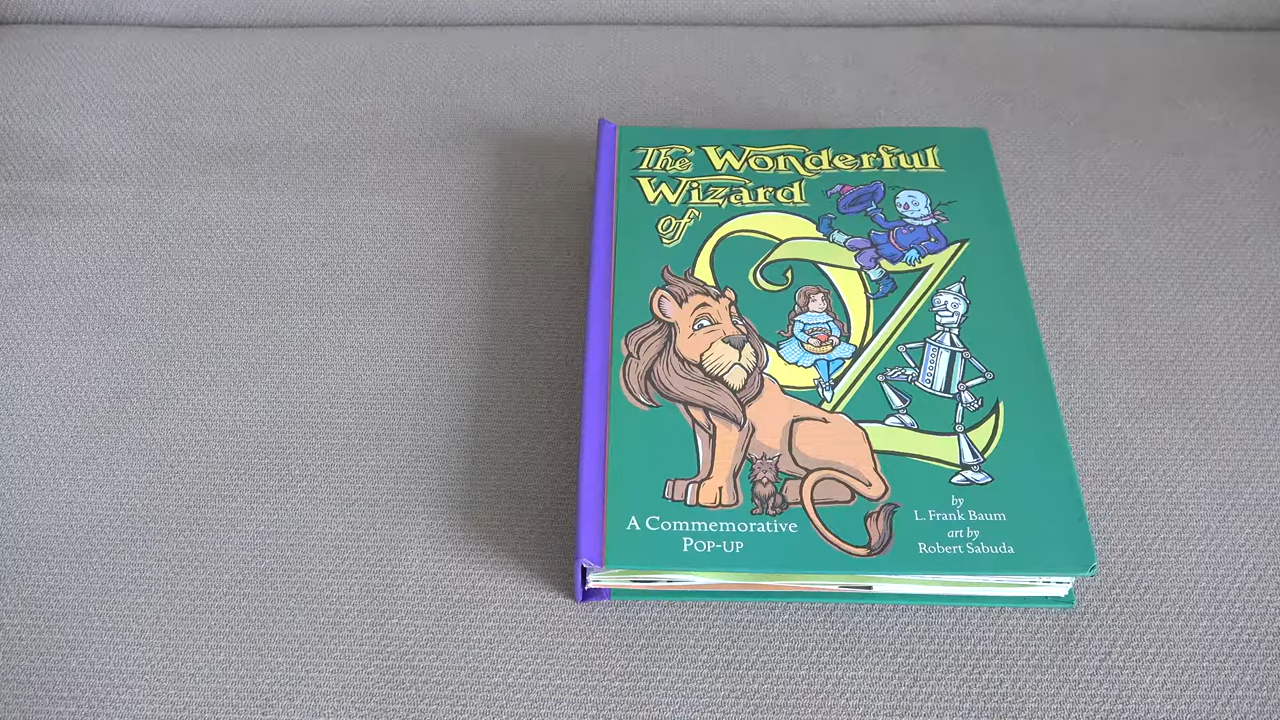 The Wonderful
Wizard
of
OZ
A Commemorative
Pop-up
by
L. Frank Baum
art by
Robert Sabuda